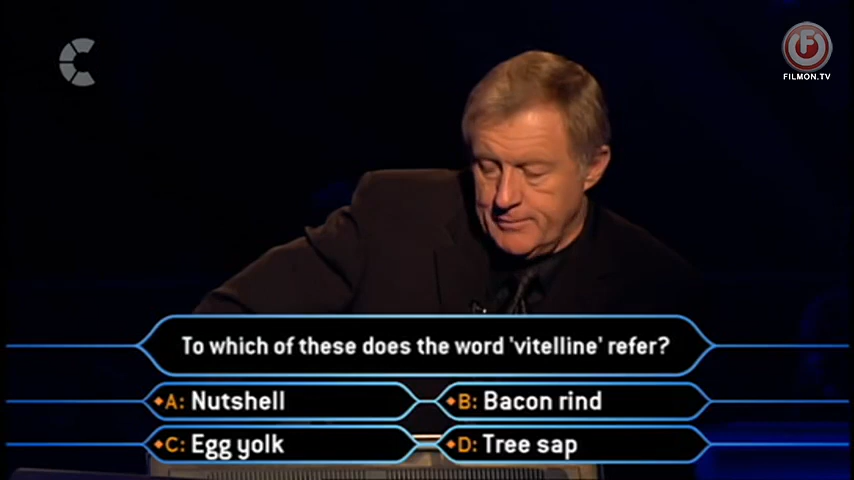 FILMON.TV
To which of these does the word 'vitelline' refer?
A: Nutshell
B: Bacon rind
C: Egg yolk
D: Tree sap